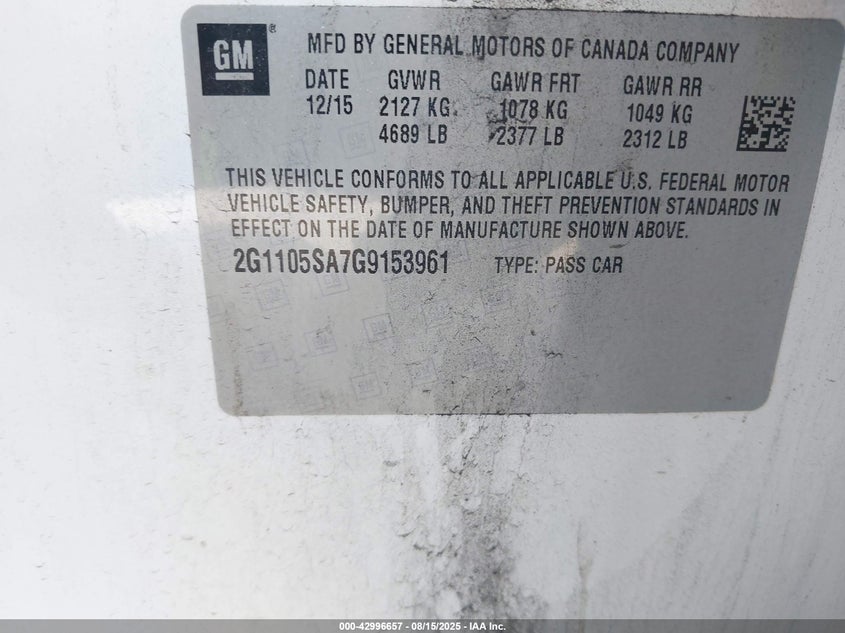 GM
MFD BY GENERAL MOTORS OF CANADA COMPANY
DATE GVWR GAWR FRT GAWR RR
12/15 2127 KG 1078 KG 1049 KG
4689 LB 2377 LB 2312 LB
THIS VEHICLE CONFORMS TO ALL APPLICABLE U.S. FEDERAL MOTOR
VEHICLE SAFETY, BUMPER, AND THEFT PREVENTION STANDARDS IN
EFFECT ON THE DATE OF MANUFACTURE SHOWN ABOVE.
2G1105SA7G9153961 TYPE: PASS CAR
000-42996657 - 08/15/2025 - IAA Inc.